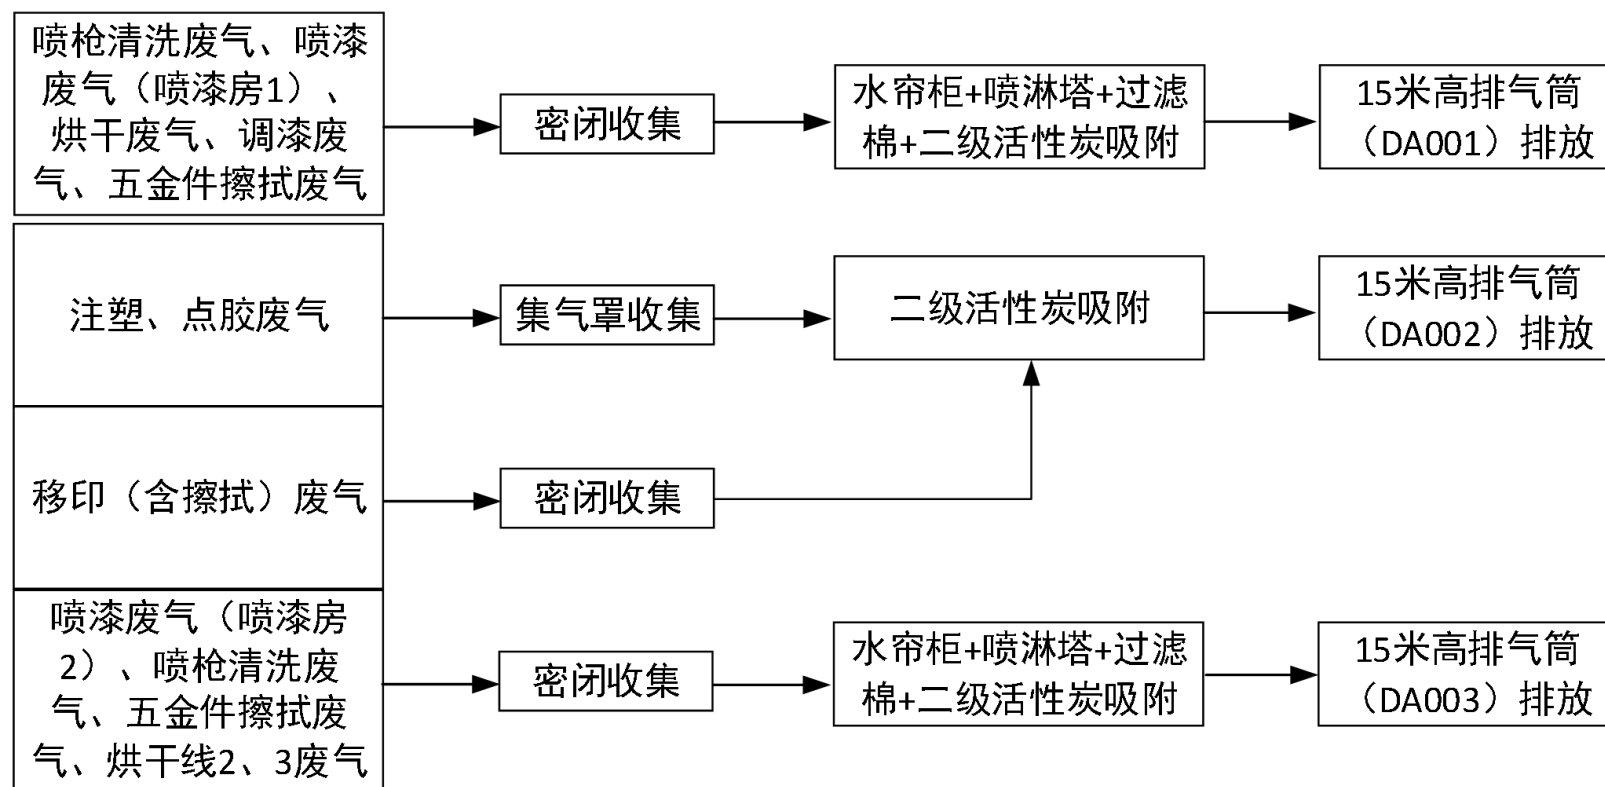 喷枪清洗废气、喷漆
废气（喷漆房1）、
烘干废气、调漆废
气、五金件擦拭废气
密闭收集
水帘柜+喷淋塔+过滤
棉+二级活性炭吸附
15米高排气筒
（DA001）排放
注塑、点胶废气
集气罩收集
二级活性炭吸附
15米高排气筒
（DA002）排放
移印（含擦拭）废气
密闭收集
喷漆废气（喷漆房
2）、喷枪清洗废
气、五金件擦拭废
气、烘干线2、3废气
密闭收集
水帘柜+喷淋塔+过滤
棉+二级活性炭吸附
15米高排气筒
（DA003）排放